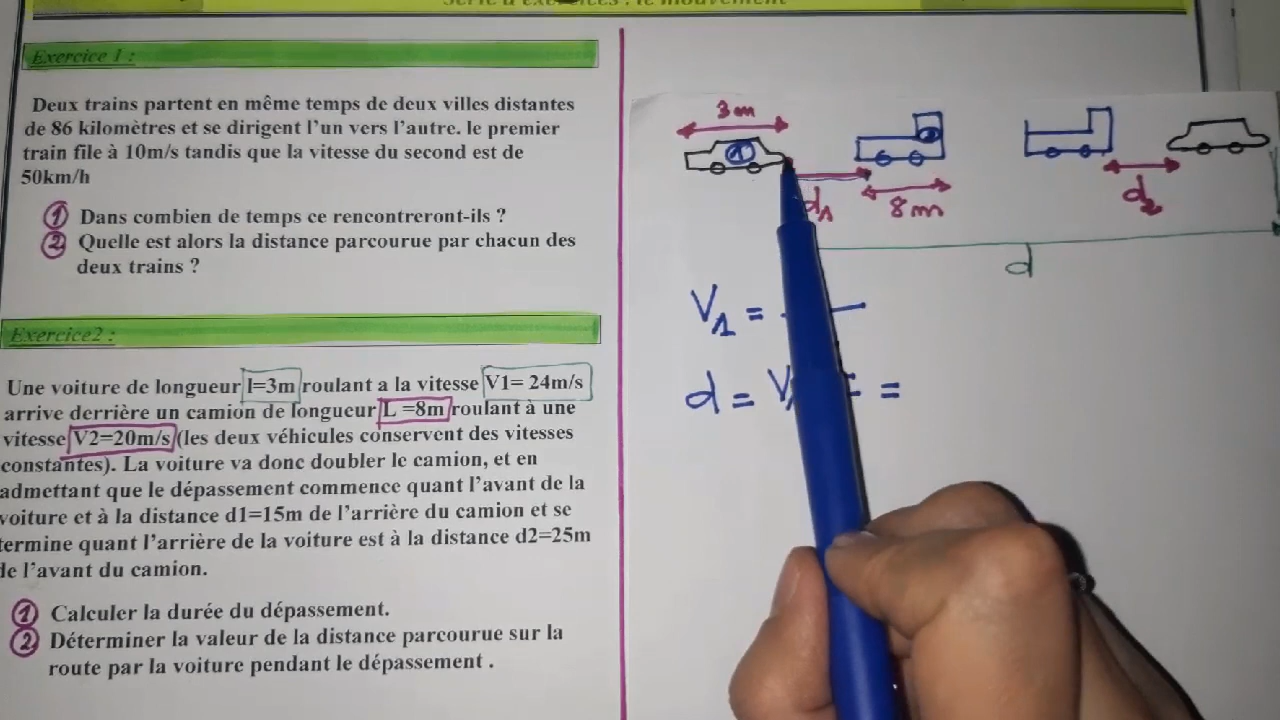 Série d'exercices : le mouvement
Exercice 1 :
Deux trains partent en même temps de deux villes distantes
de 86 kilomètres et se dirigent l'un vers l'autre. le premier
train file à 10m/s tandis que la vitesse du second est de
50km/h
1 Dans combien de temps ce rencontreront-ils ?
2 Quelle est alors la distance parcourue par chacun des
deux trains ?
Exercice2 :
Une voiture de longueur l=3m roulant a la vitesse V1= 24m/s
arrive derrière un camion de longueur L =8m roulant à une
vitesse V2=20m/s (les deux véhicules conservent des vitesses
constantes). La voiture va donc doubler le camion, et en
admettant que le dépassement commence quant l'avant de la
voiture et à la distance d1=15m de l'arrière du camion et se
termine quant l'arrière de la voiture est à la distance d2=25m
de l'avant du camion.
1 Calculer la durée du dépassement.
2 Déterminer la valeur de la distance parcourue sur la
route par la voiture pendant le dépassement .
3m
1 2
d1 8m d2
d
V1 =
d = V =